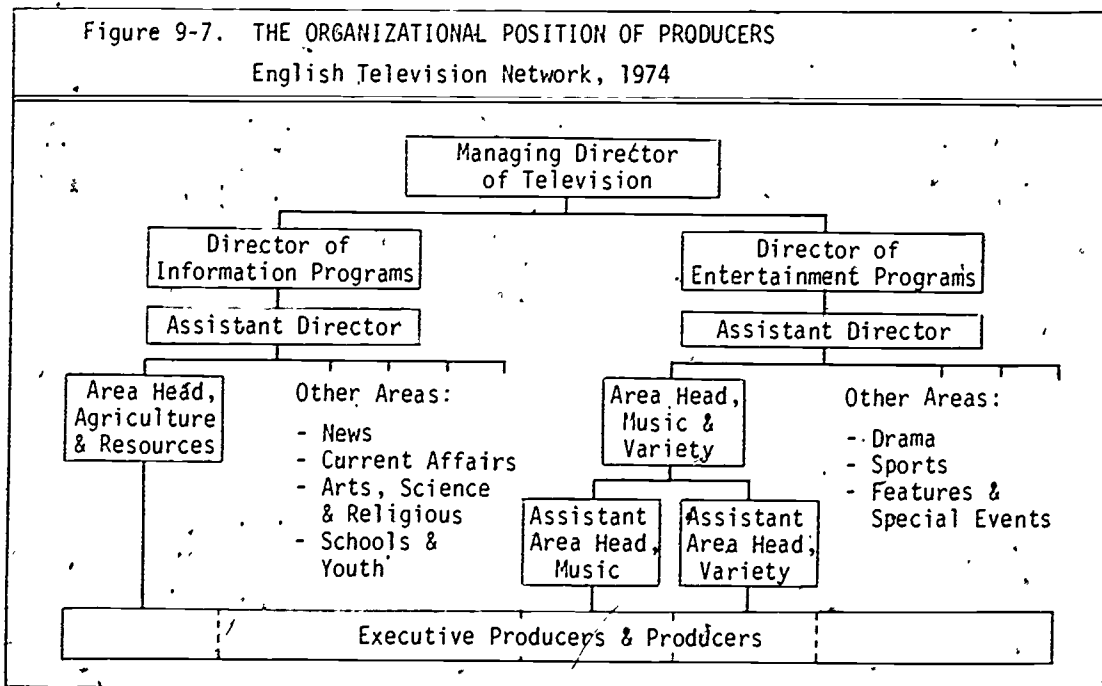 Figure 9-7. THE ORGANIZATIONAL POSITION OF PRODUCERS
English Television Network, 1974
Managing Director
of Television
Director of
Information Programs
Director of
Entertainment Programs
Assistant Director
Assistant Director
Area Head,
Agriculture
& Resources
Other Areas:
- News
- Current Affairs
- Arts, Science
& Religious
- Schools &
Youth
Area Head,
Music &
Variety
Assistant
Area Head,
Music
Assistant
Area Head,
Variety
Other Areas:
- Drama
- Sports
- Features &
Special Events
Executive Producers & Producers